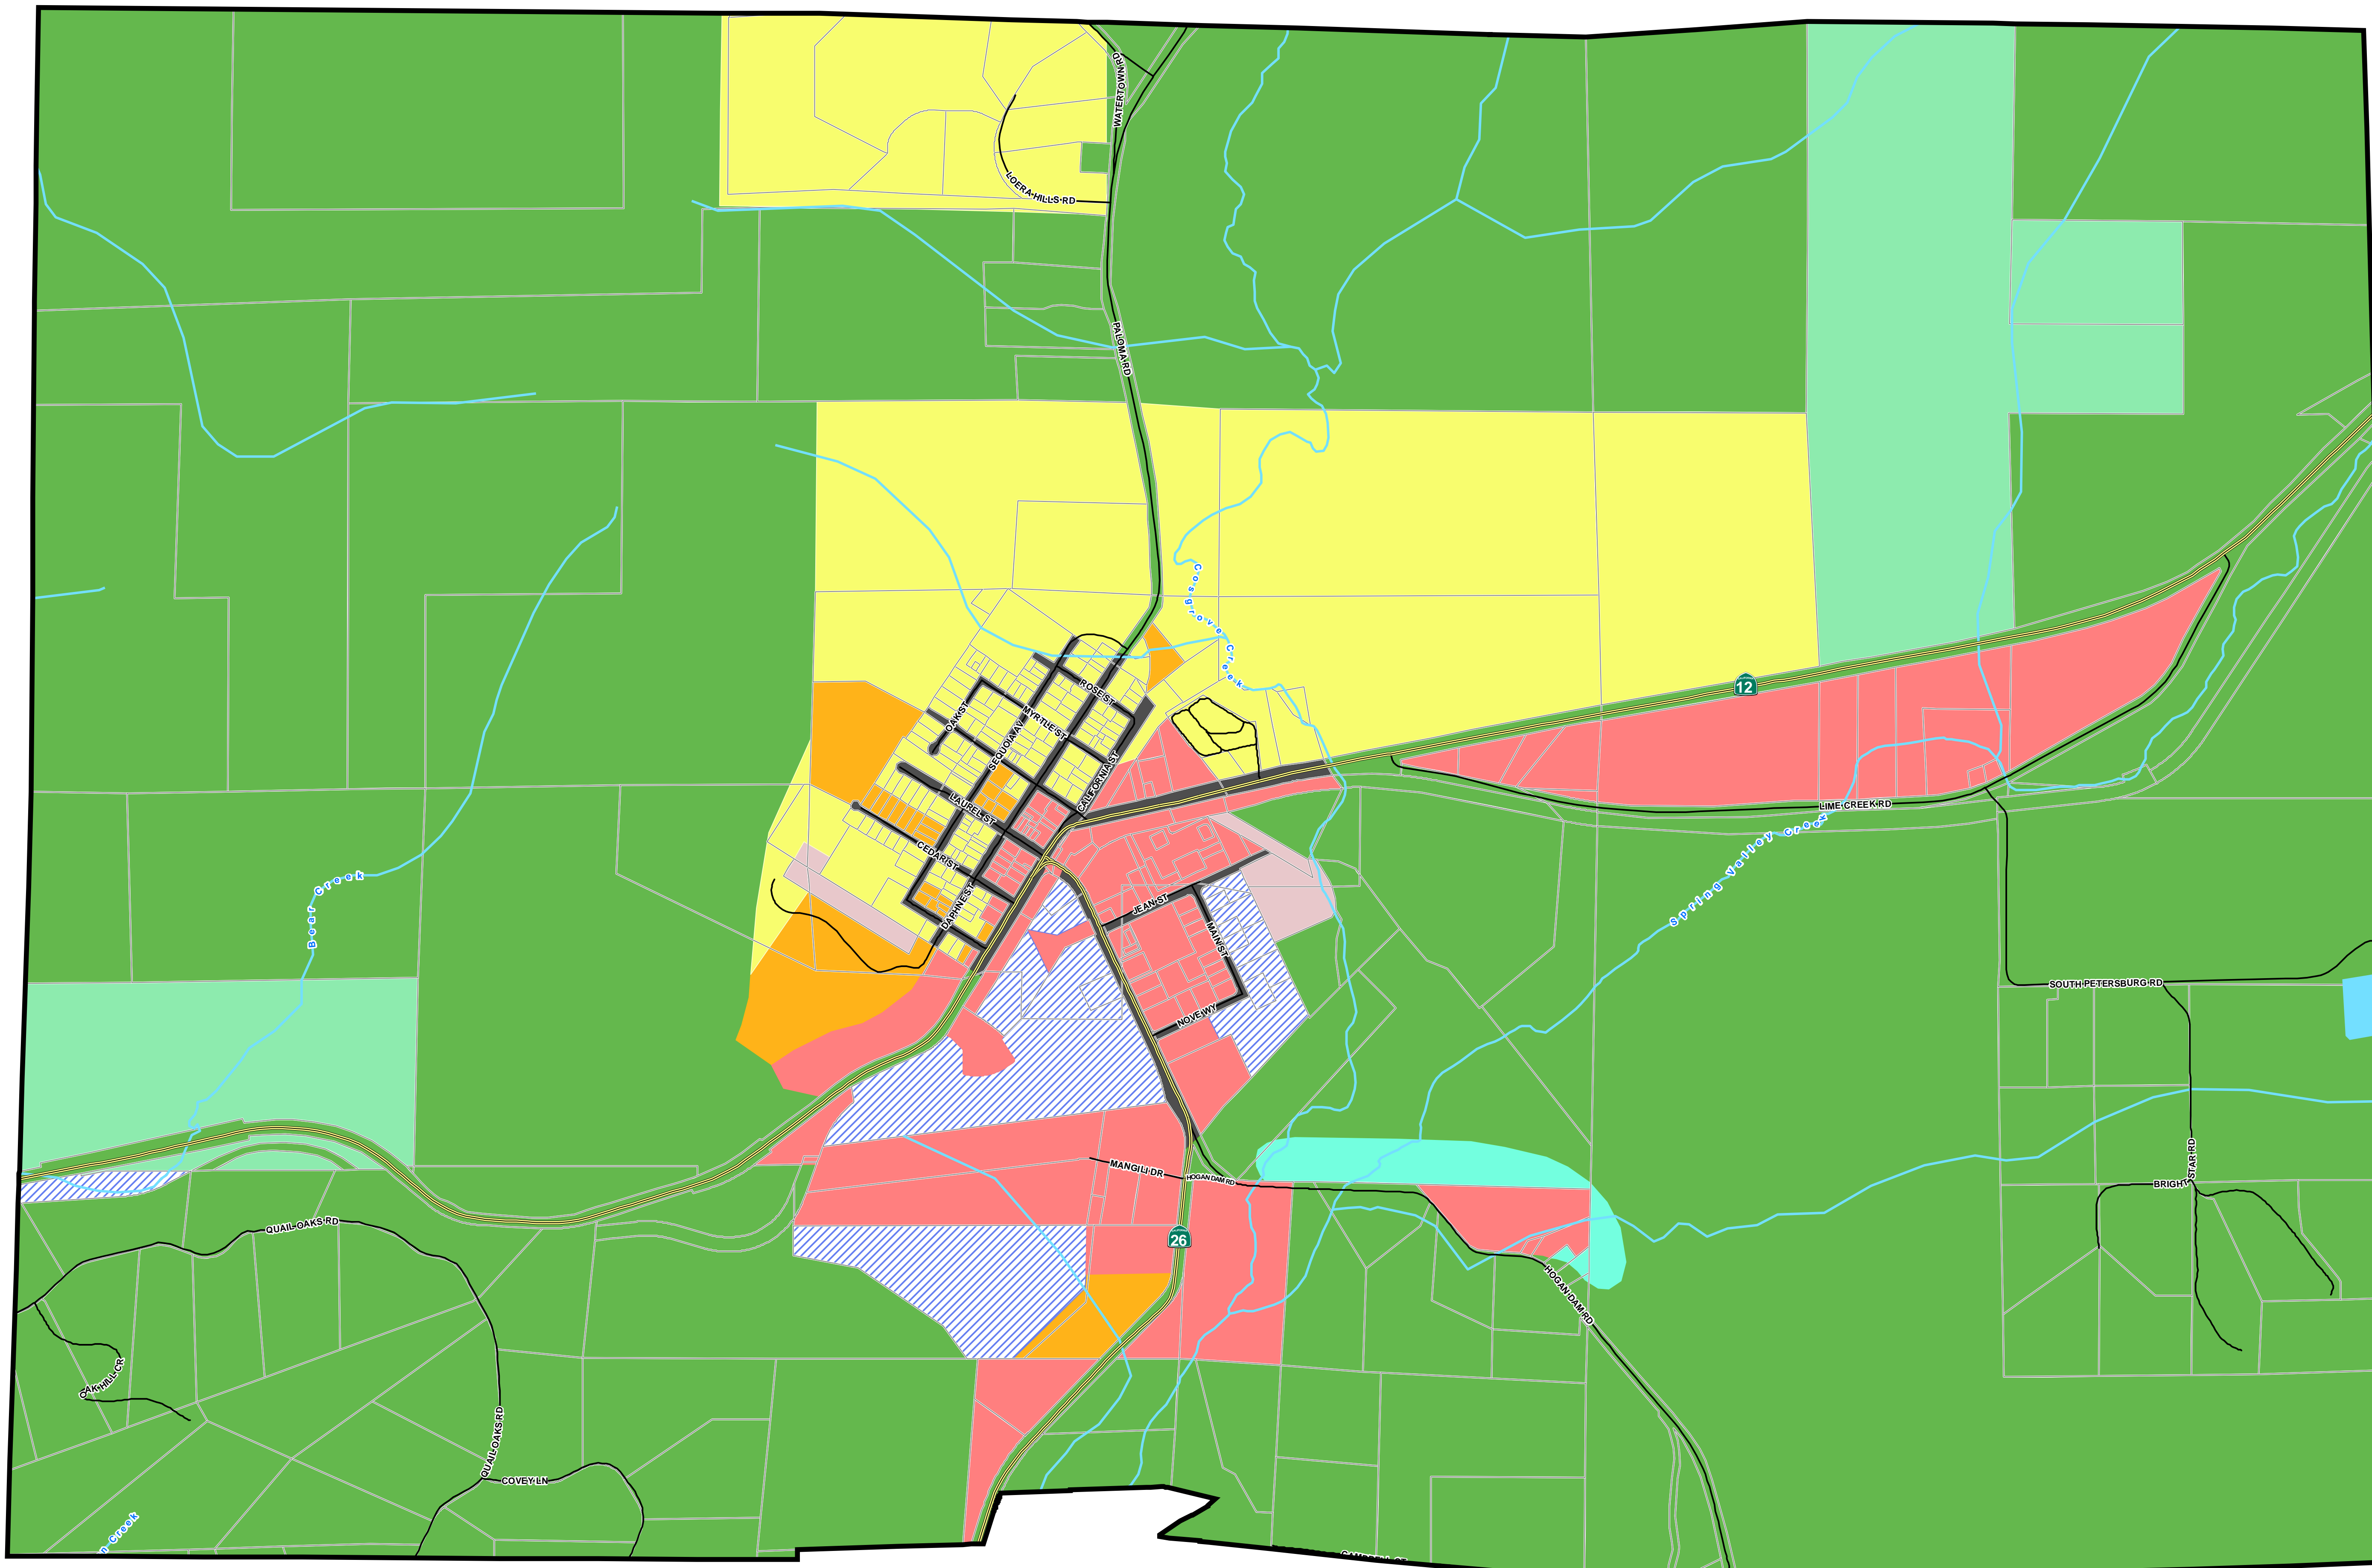 WATERTOWN RD
LOERA HILLS RD
PALOMA RD
Cosgrove Creek
ROSE ST
OAK ST
MYRTLE ST
SEQUOIA AV
CALIFORNIA ST
12
LAUREL ST
LIME CREEK RD
Spring Valley Creek
CEDAR ST
Bear Creek
DAPHNE ST
JEAN ST
MAIN ST
SOUTH PETERSBURG RD
NOVE WY
MANGILI DR
HOGAN DAM RD
BRIGHT STAR RD
QUAIL OAKS RD
26
HOGAN DAM RD
OAK HILL CR
QUAIL OAKS RD
COVEY LN
Creek